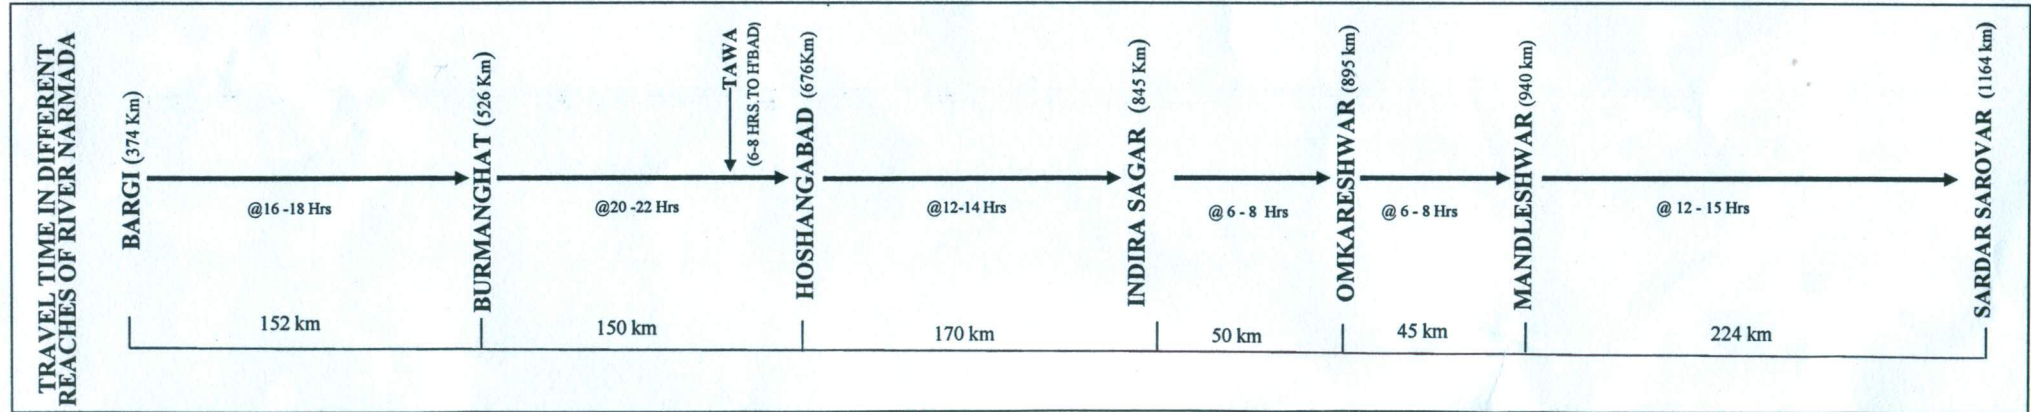 TRAVEL TIME IN DIFFERENT
REACHES OF RIVER NARMADA
BARGI (374 Km)
@16 -18 Hrs
152 km
BURMANGHAT (526 Km)
@20 -22 Hrs
150 km
TAWA
(6-8 HRS TO H'BAD)
HOSHANGABAD (676Km)
@12-14 Hrs
170 km
INDIRA SAGAR (845 Km)
@ 6 - 8 Hrs
50 km
OMKARESHWAR (895 km)
@ 6 - 8 Hrs
45 km
MANDLESHWAR (940 km)
@ 12 - 15 Hrs
224 km
SARDAR SAROVAR (1164 km)